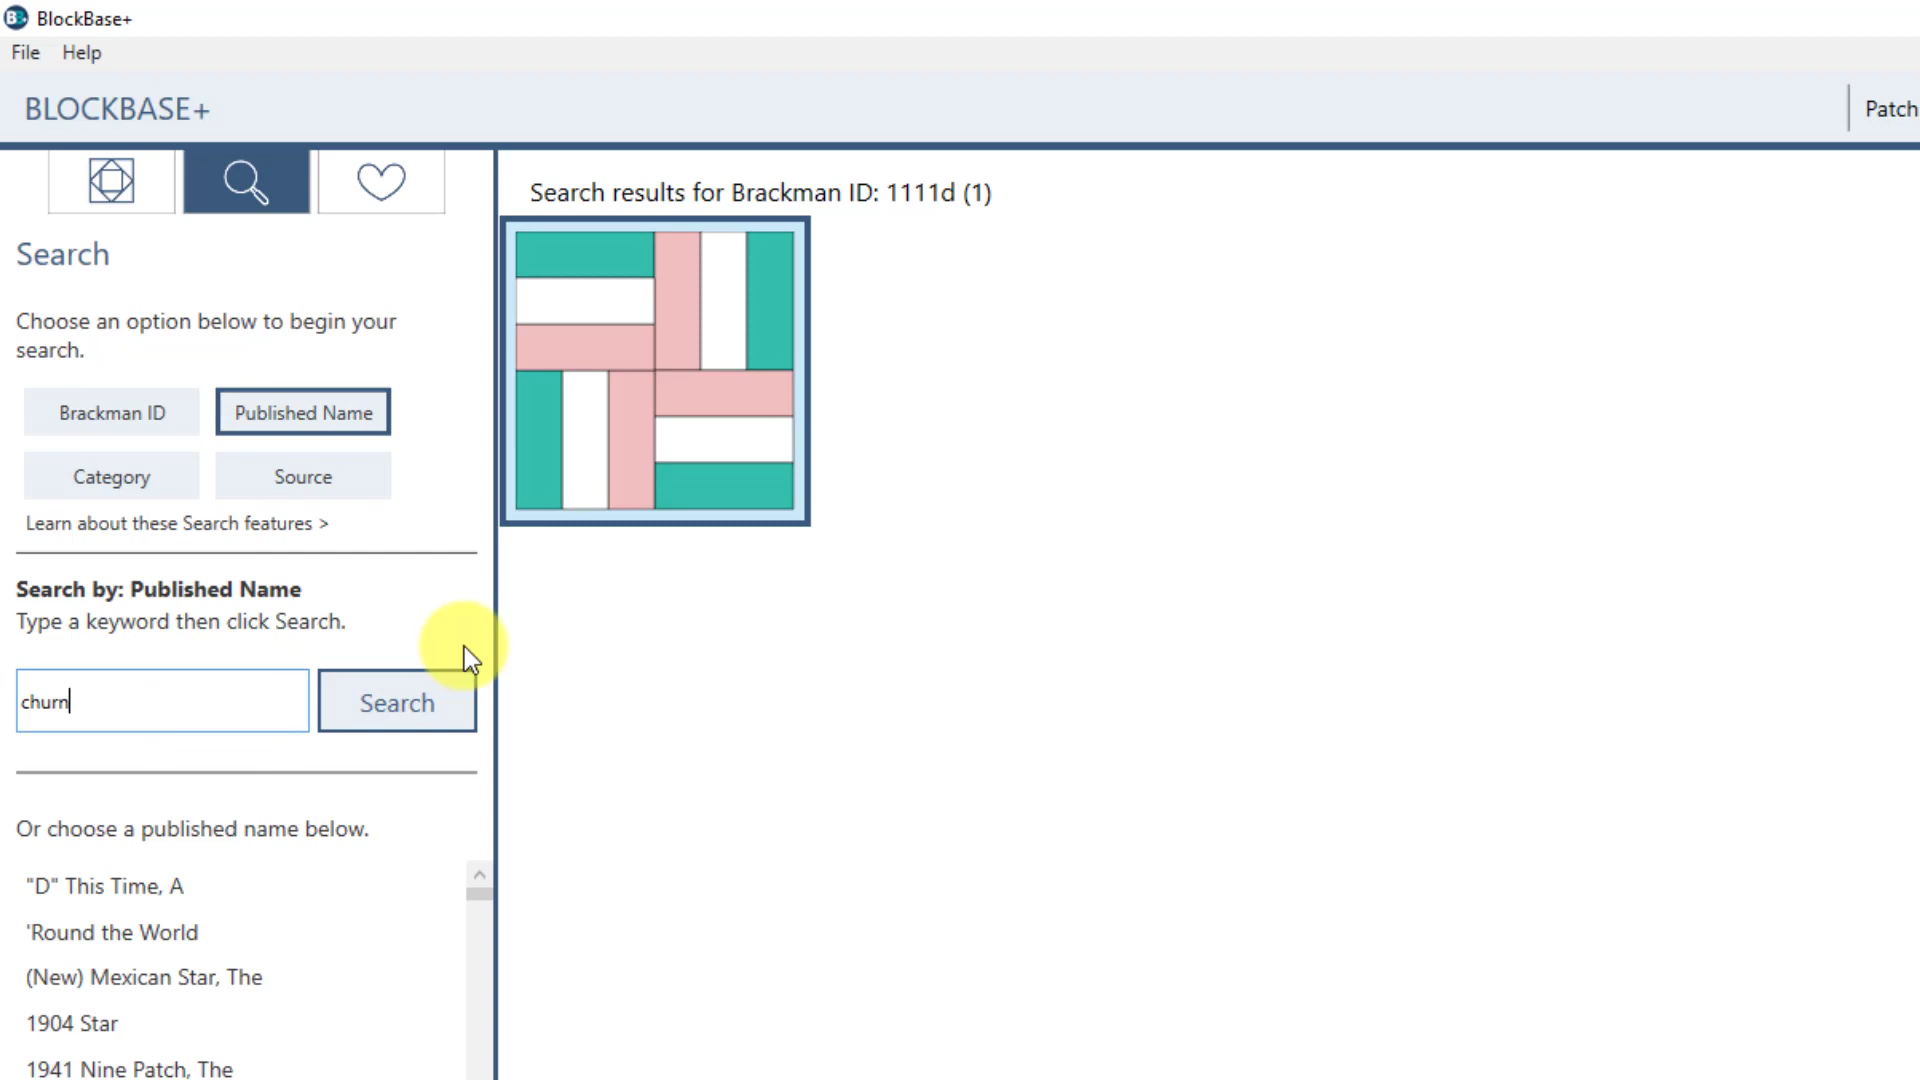 BlockBase+
File Help
BLOCKBASE+
Patch
Search results for Brackman ID: 1111d (1)
Search
Choose an option below to begin your
search.
Brackman ID
Published Name
Category
Source
Learn about these Search features >
Search by: Published Name
Type a keyword then click Search.
churn
Search
Or choose a published name below.
"D" This Time, A
'Round the World
(New) Mexican Star, The
1904 Star
1941 Nine Patch, The